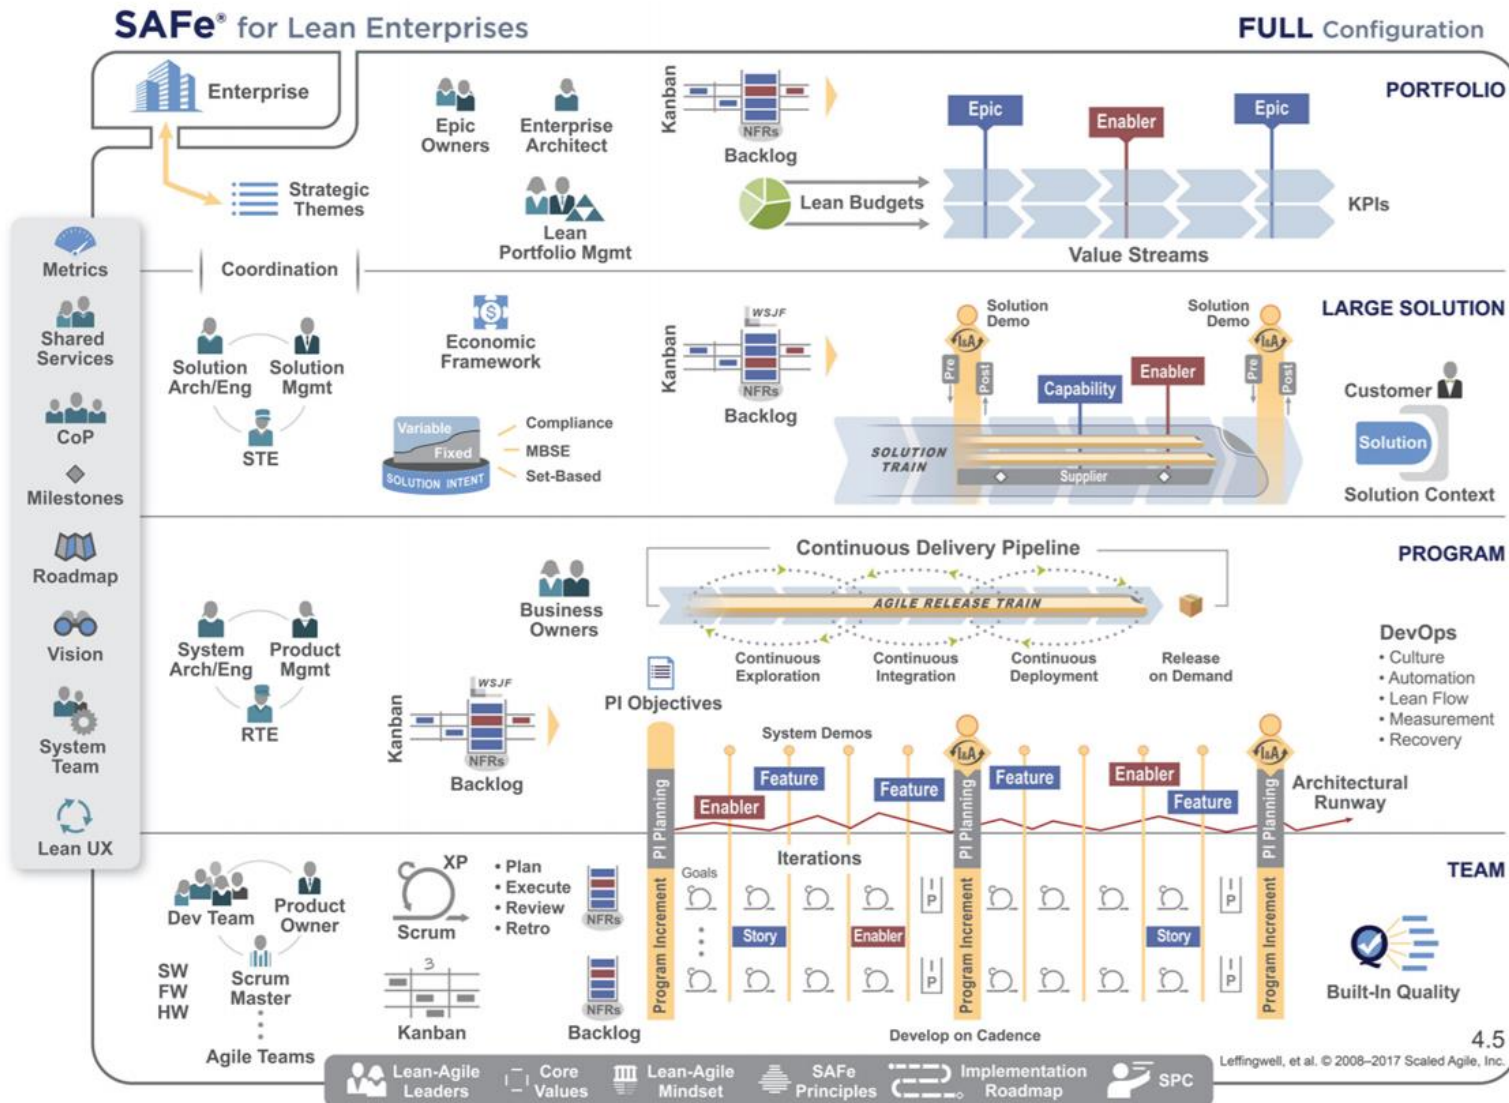 SAFe® for Lean Enterprises
FULL Configuration
Enterprise
Epic
Owners
Enterprise
Architect
Kanban
NFRs
Backlog
Epic
Enabler
Epic
PORTFOLIO
Strategic
Themes
Lean
Portfolio Mgmt
Lean Budgets
KPIs
Value Streams
Metrics
Shared
Services
CoP
Milestones
Roadmap
Vision
System
Team
Lean UX
Coordination
Solution
Arch/Eng
Solution
Mgmt
STE
Economic
Framework
Variable
Fixed
SOLUTION INTENT
Compliance
MBSE
Set-Based
Kanban
WSJF
NFRs
Backlog
Solution
Demo
I&A
Pre
Post
Capability
Enabler
Solution
Demo
I&A
Pre
Post
SOLUTION
TRAIN
Supplier
LARGE SOLUTION
Customer
Solution
Solution Context
PROGRAM
System
Arch/Eng
Product
Mgmt
RTE
Business
Owners
Continuous Delivery Pipeline
AGILE RELEASE TRAIN
Continuous
Exploration
Continuous
Integration
Continuous
Deployment
Release
on Demand
DevOps
• Culture
• Automation
• Lean Flow
• Measurement
• Recovery
Kanban
WSJF
NFRs
Backlog
PI Objectives
System Demos
Enabler
Feature
Feature
I&A
Feature
Enabler
Feature
I&A
Architectural
Runway
PI Planning
PI Planning
PI Planning
TEAM
Dev Team
Product
Owner
Scrum
Master
SW
FW
HW
Agile Teams
XP
Scrum
• Plan
• Execute
• Review
• Retro
3
Kanban
NFRs
NFRs
Backlog
Program Increment
Program Increment
Program Increment
Iterations
Goals
I
P
I
P
Story
Enabler
Story
I
P
I
P
Develop on Cadence
Built-In Quality
4.5
Leffingwell, et al. © 2008–2017 Scaled Agile, Inc.
Lean-Agile
Leaders
Core
Values
Lean-Agile
Mindset
SAFe
Principles
Implementation
Roadmap
SPC